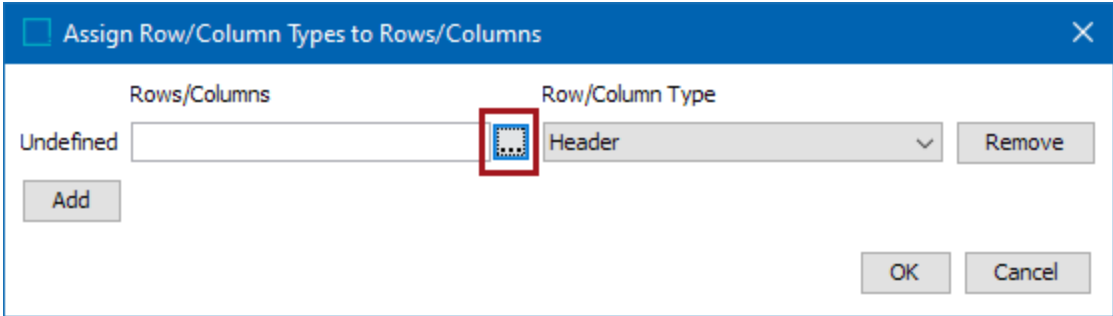 Assign Row/Column Types to Rows/Columns
Rows/Columns Row/Column Type
Undefined ... Header Remove
Add
OK Cancel